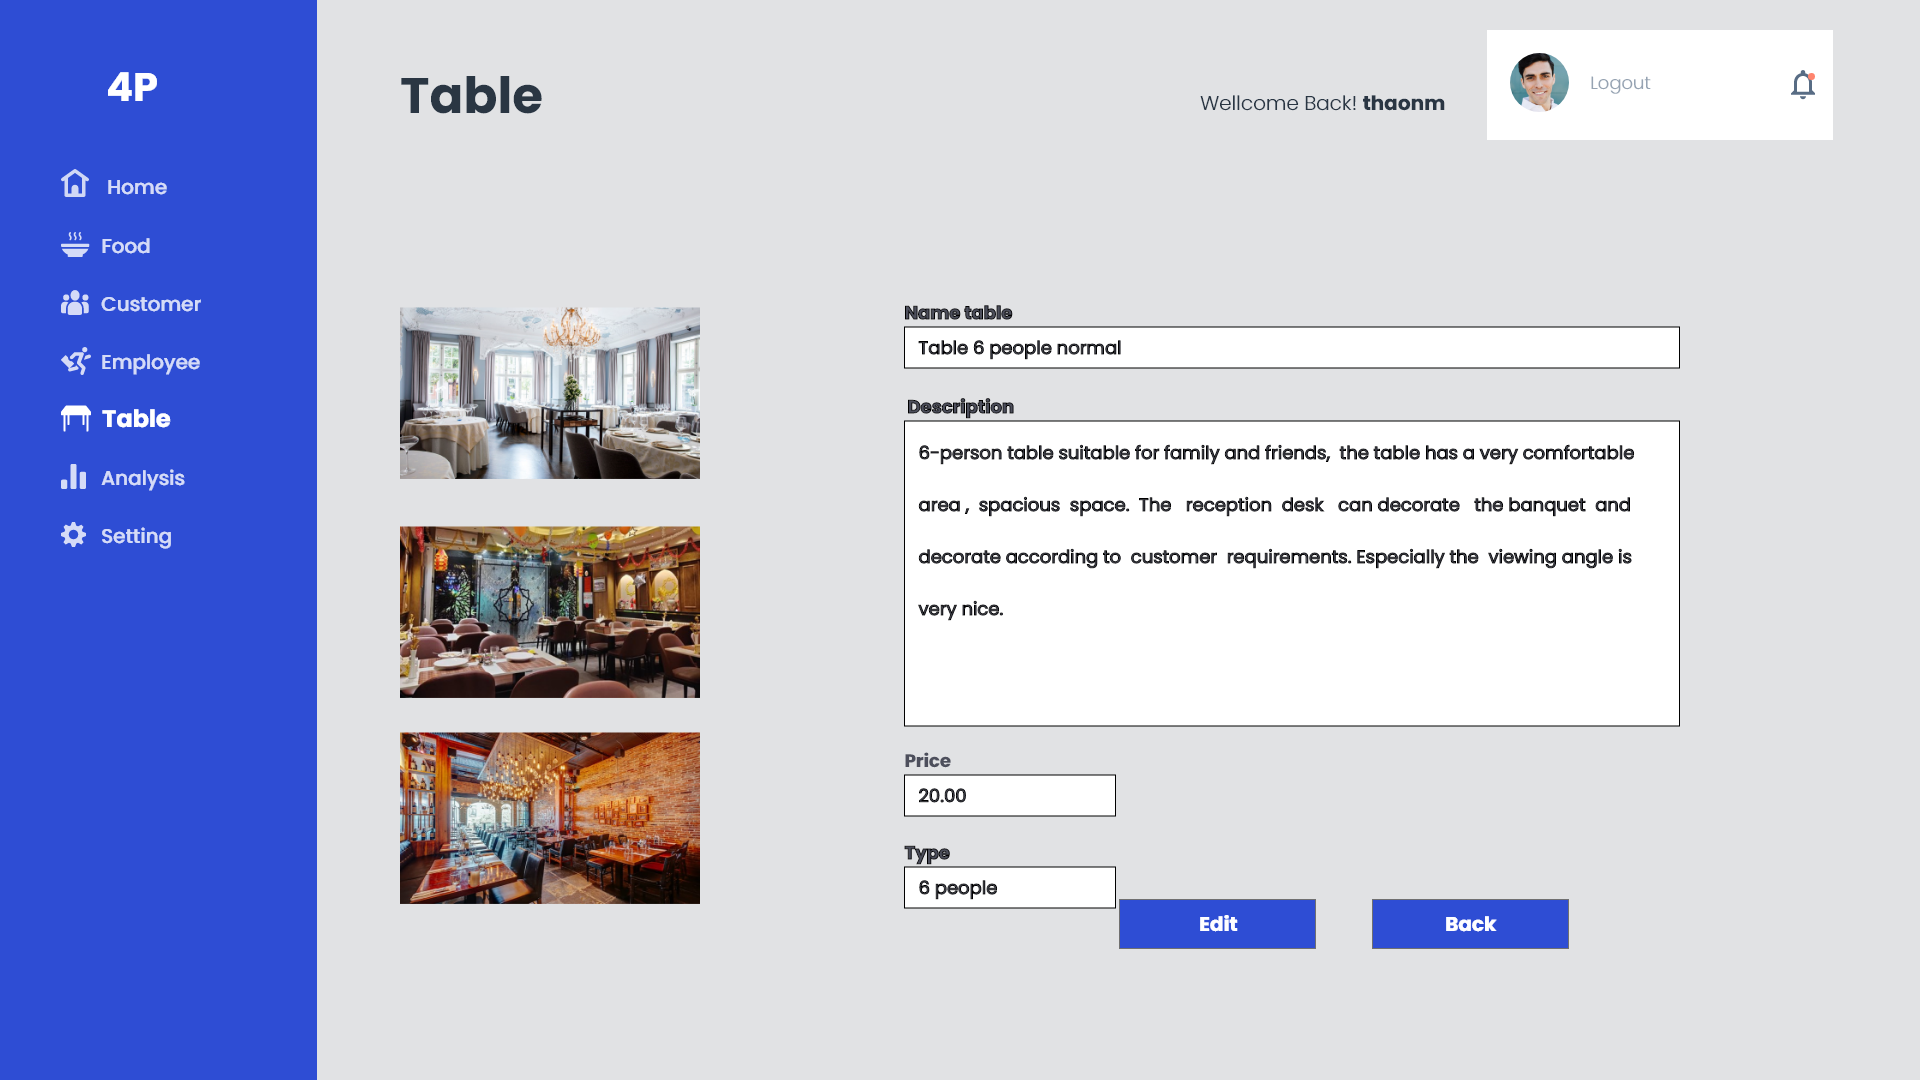 4P
Home
Food
Customer
Employee
Table
Analysis
Setting
Table
Wellcome Back! thaonm
Logout
Name table
Table 6 people normal
Description
6-person table suitable for family and friends, the table has a very comfortable
area , spacious space. The reception desk can decorate the banquet and
decorate according to customer requirements. Especially the viewing angle is
very nice.
Price
20.00
Type
6 people
Edit
Back